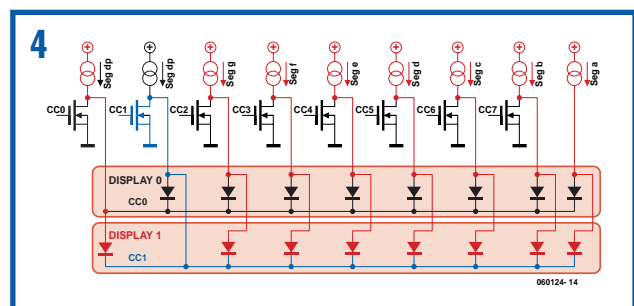 4
Seg dp
Seg dp
Seg g
Seg f
Seg e
Seg d
Seg c
Seg b
Seg a
CC0
CC1
CC2
CC3
CC4
CC5
CC6
CC7
DISPLAY 0
CC0
DISPLAY 1
CC1
060124- 14